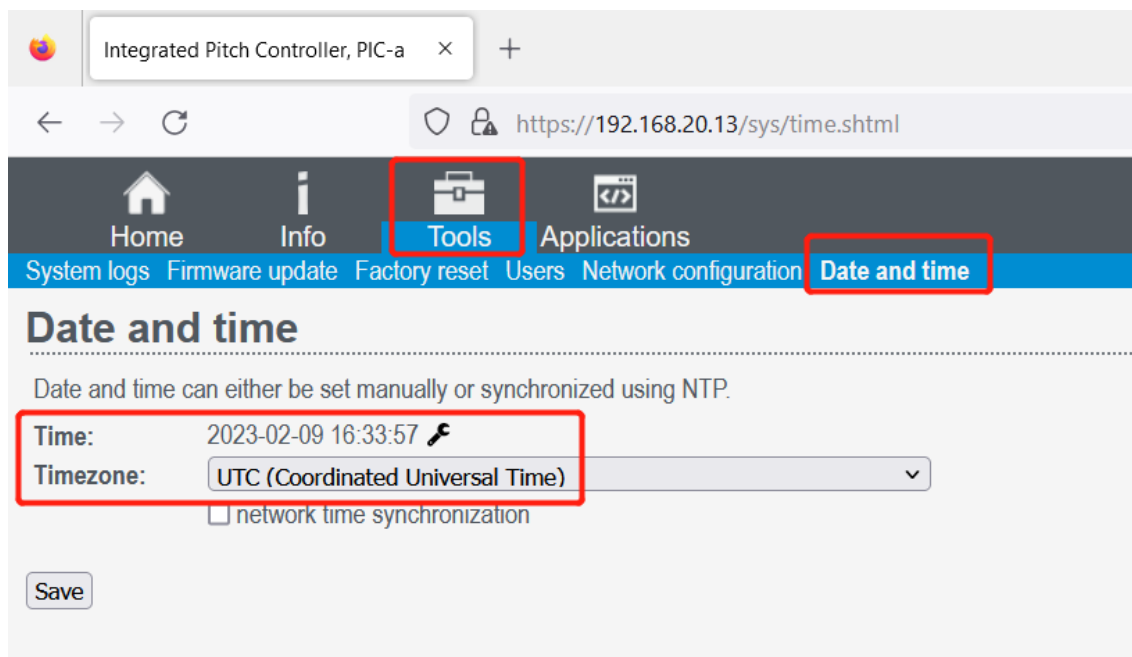 Integrated Pitch Controller, PIC-a
https://192.168.20.13/sys/time.shtml
Home Info Tools Applications
System logs Firmware update Factory reset Users Network configuration Date and time
Date and time
Date and time can either be set manually or synchronized using NTP.
Time: 2023-02-09 16:33:57
Timezone: UTC (Coordinated Universal Time)
network time synchronization
Save